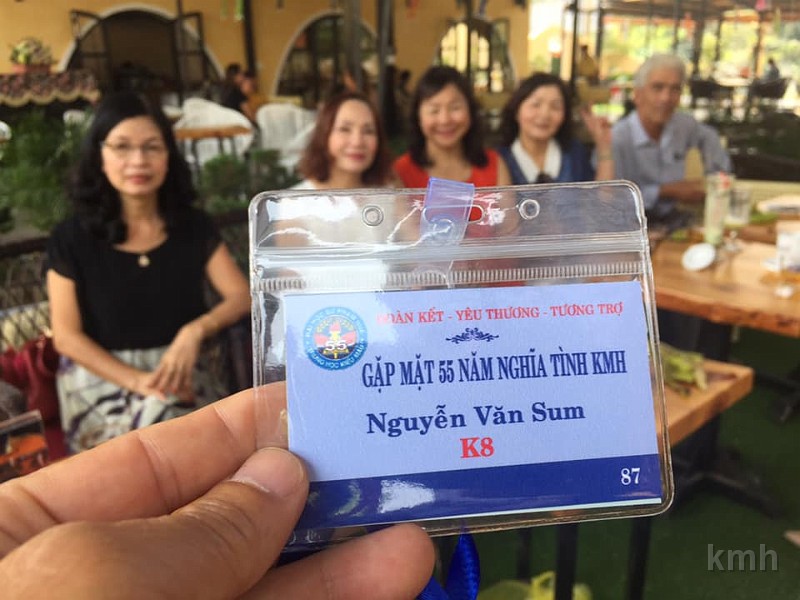 ĐOÀN KẾT - YÊU THƯƠNG - TƯƠNG TRỢ
55
GẶP MẶT 55 NĂM NGHĨA TÌNH KMH
Nguyễn Văn Sum
K8
87
kmh